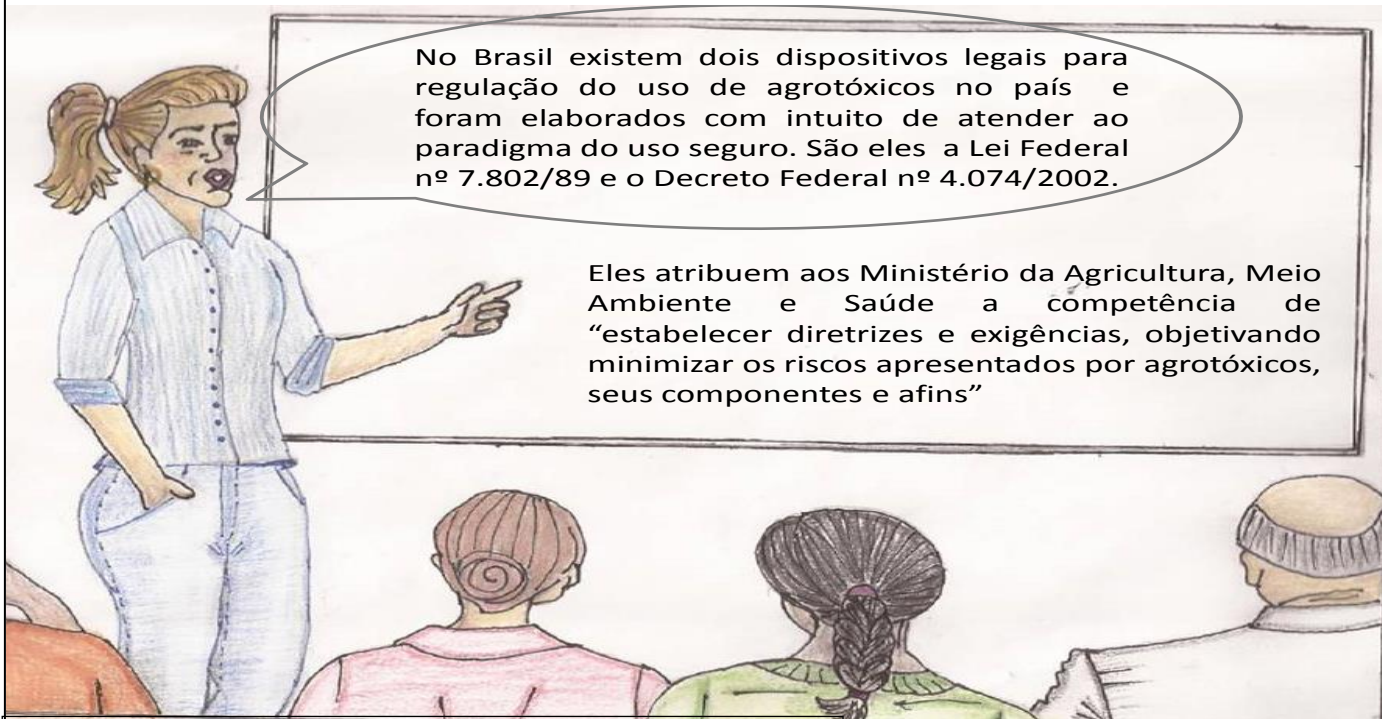 No Brasil existem dois dispositivos legais para
regulação do uso de agrotóxicos no país e
foram elaborados com intuito de atender ao
paradigma do uso seguro. São eles a Lei Federal
nº 7.802/89 e o Decreto Federal nº 4.074/2002.
Eles atribuem aos Ministério da Agricultura, Meio
Ambiente e Saúde a competência de
“estabelecer diretrizes e exigências, objetivando
minimizar os riscos apresentados por agrotóxicos,
seus componentes e afins”